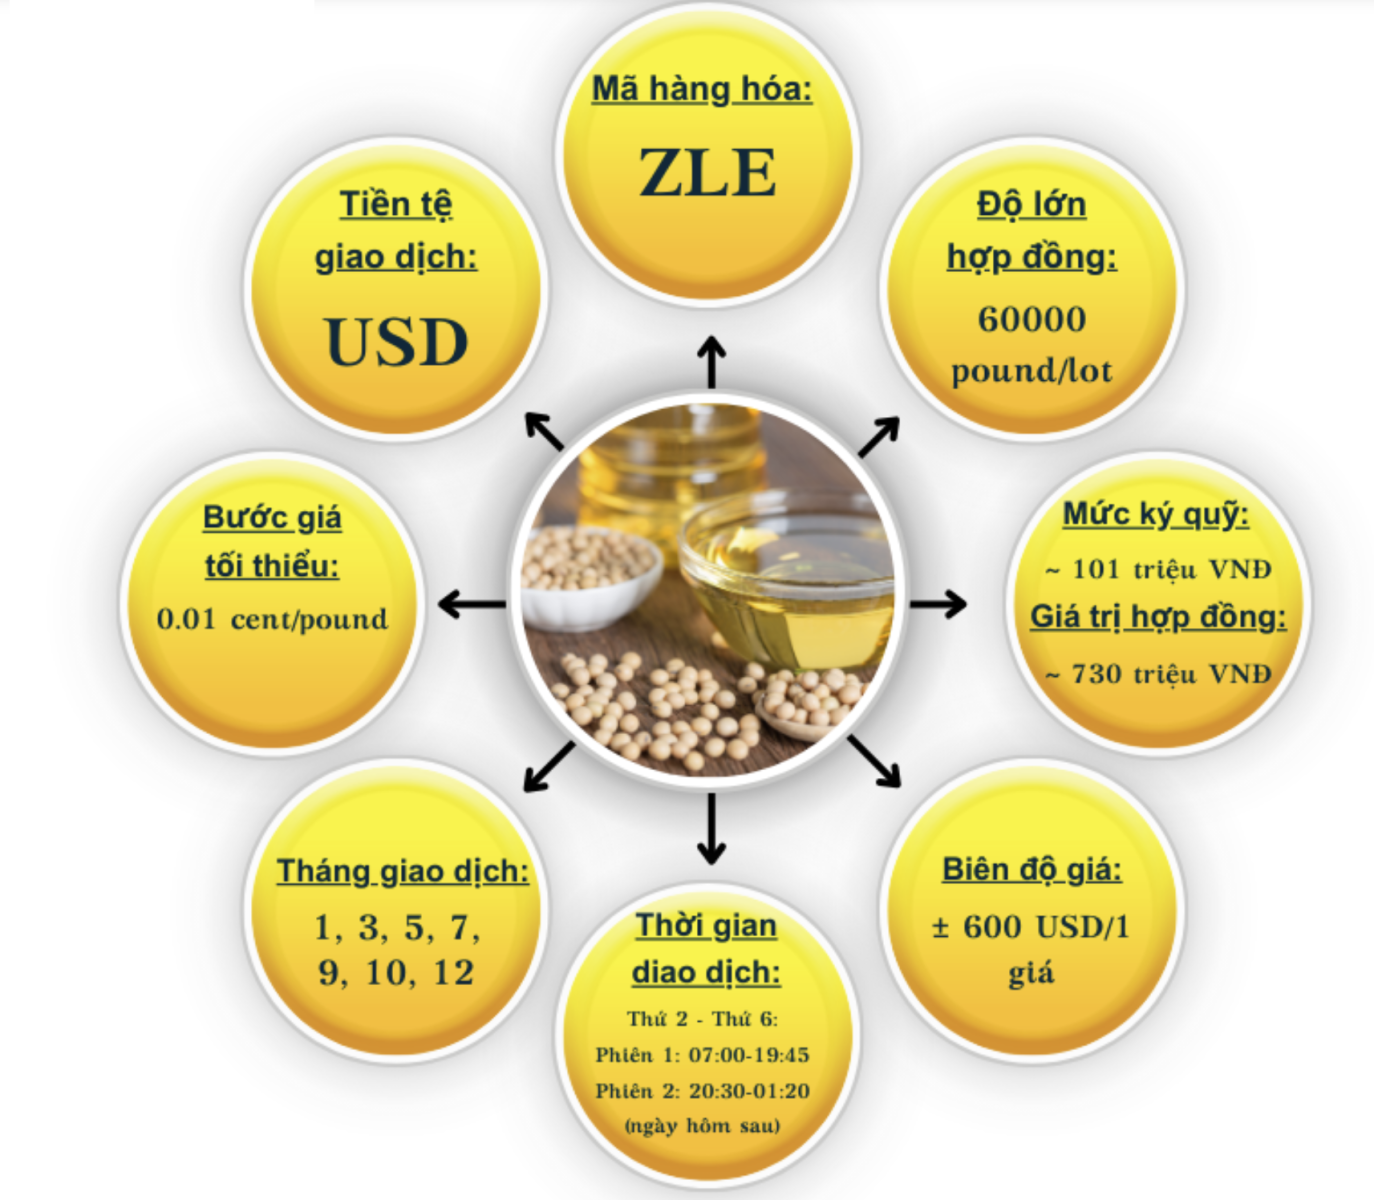 Mã hàng hóa:
ZLE
Tiền tệ
giao dịch:
USD
Độ lớn
hợp đồng:
60000
pound/lot
Bước giá
tối thiểu:
0.01 cent/pound
Mức ký quỹ:
~ 101 triệu VNĐ
Giá trị hợp đồng:
~ 730 triệu VNĐ
Tháng giao dịch:
1, 3, 5, 7,
9, 10, 12
Biên độ giá:
± 600 USD/1
giá
Thời gian
diao dịch:
Thứ 2 - Thứ 6:
Phiên 1: 07:00-19:45
Phiên 2: 20:30-01:20
(ngày hôm sau)